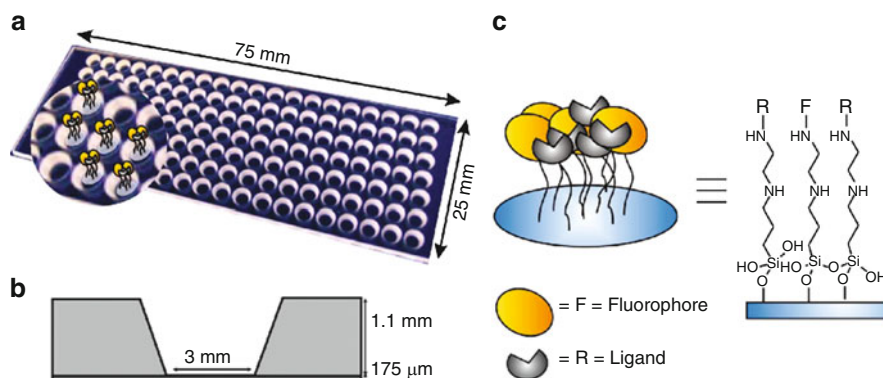 a
75 mm
25 mm
b
3 mm
1.1 mm
175 μm
c
= F = Fluorophore
= R = Ligand
R F R
HN HN HN
NH NH NH
OH
HO Si HO Si O Si OH
O O O